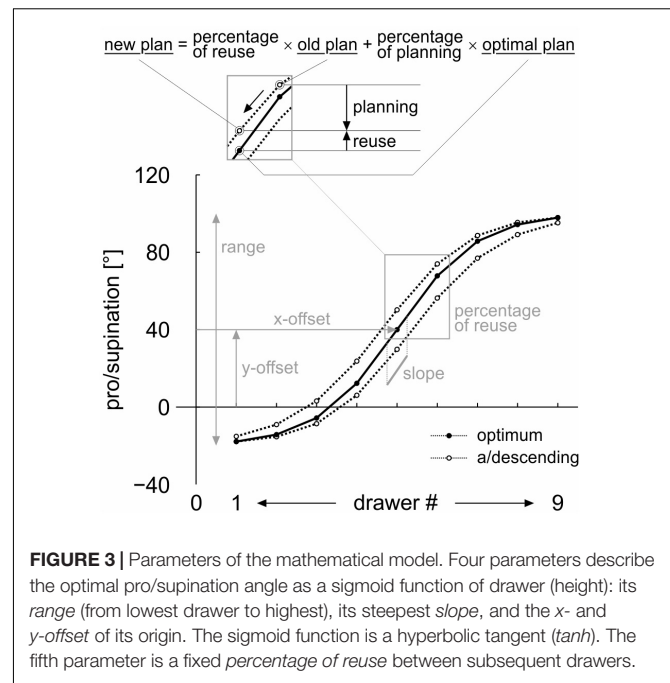 new plan = percentage of reuse × old plan + percentage of planning × optimal plan
planning
reuse
120
80
40
0
−40
pro/supination [°]
range
x-offset
y-offset
percentage
of reuse
slope
optimum
a/descending
0 1 drawer # 9
FIGURE 3 | Parameters of the mathematical model. Four parameters describe
the optimal pro/supination angle as a sigmoid function of drawer (height): its
range (from lowest drawer to highest), its steepest slope, and the x- and
y-offset of its origin. The sigmoid function is a hyperbolic tangent (tanh). The
fifth parameter is a fixed percentage of reuse between subsequent drawers.